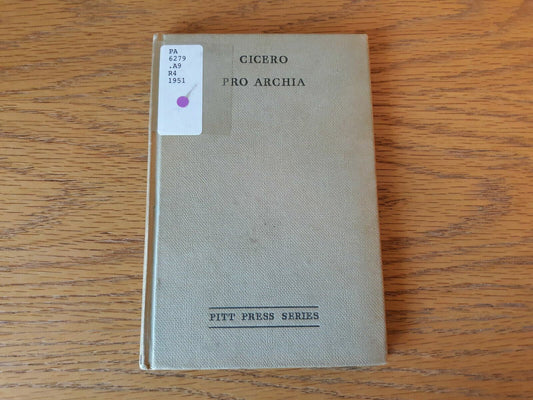 PA
6279
.A9
R4
1951
CICERO
PRO ARCHIA
PITT PRESS SERIES